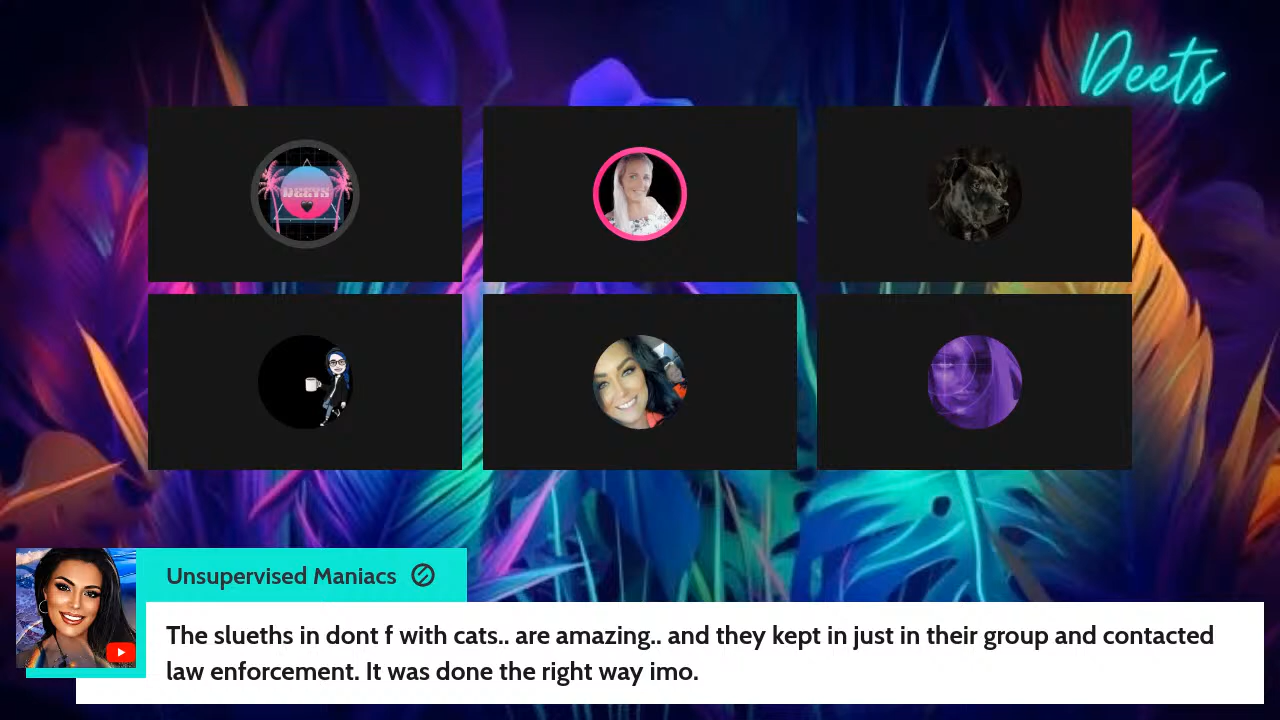 Deets
Unsupervised Maniacs
The slueths in dont f with cats.. are amazing.. and they kept in just in their group and contacted
law enforcement. It was done the right way imo.